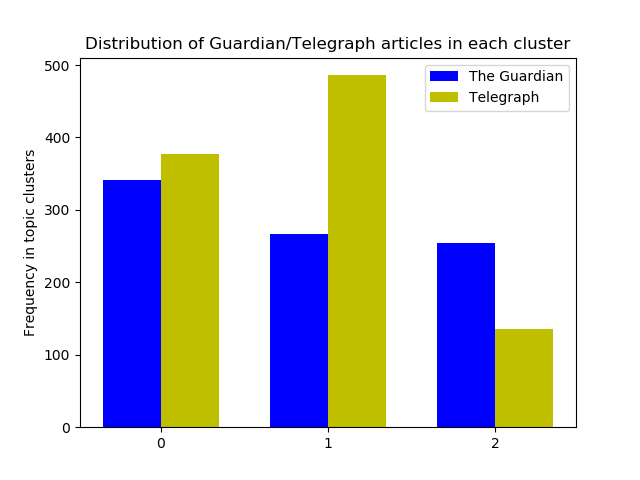 Distribution of Guardian/Telegraph articles in each cluster
500
400
300
200
100
0
Frequency in topic clusters
The Guardian
Telegraph
0
1
2